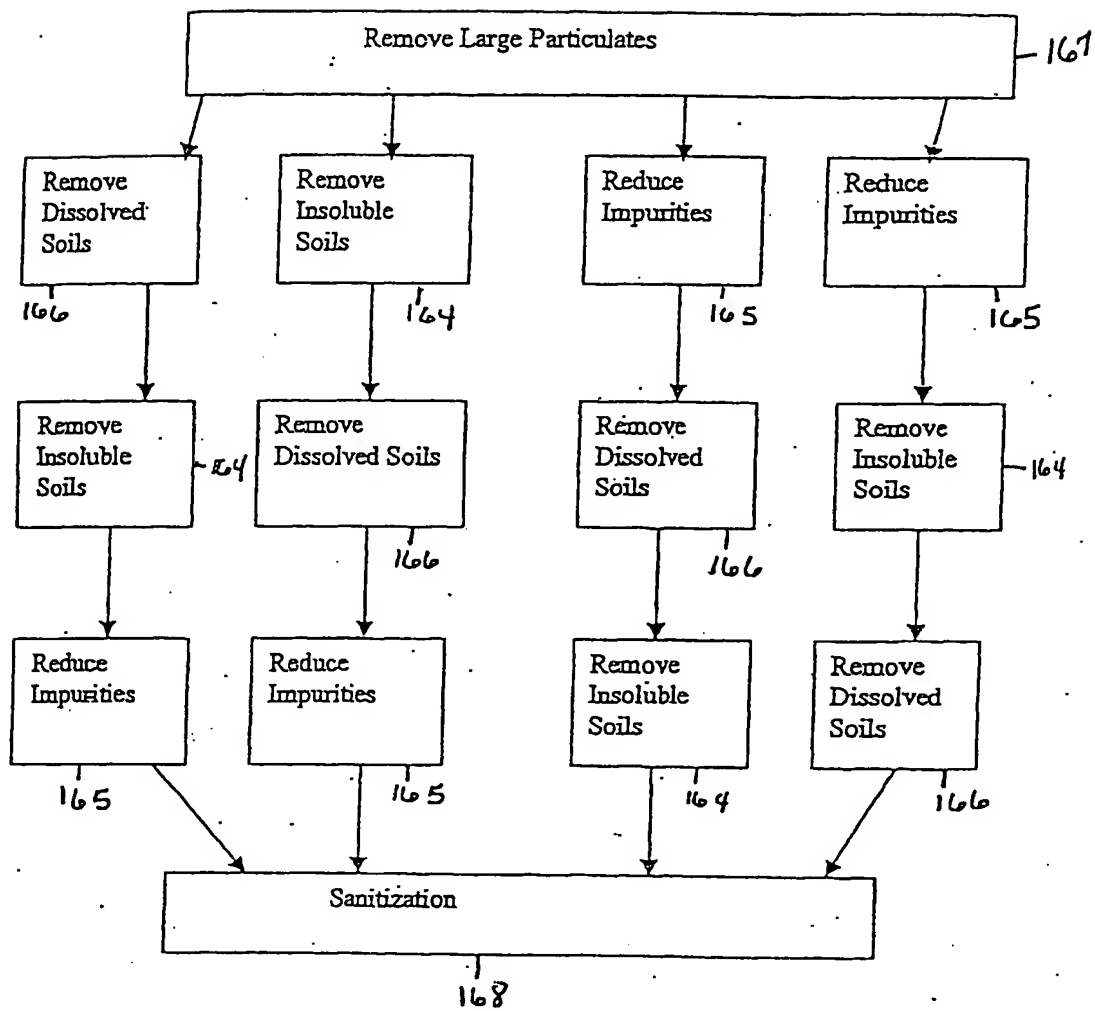 Remove Large Particulates
167
Remove
Dissolved
Soils
166
Remove
Insoluble
Soils
164
Reduce
Impurities
165
Reduce
Impurities
165
Remove
Insoluble
Soils
164
Remove
Dissolved Soils
166
Remove
Dissolved
Soils
166
Remove
Insoluble
Soils
164
Reduce
Impurities
165
Reduce
Impurities
165
Remove
Insoluble
Soils
164
Remove
Dissolved
Soils
166
Sanitization
168